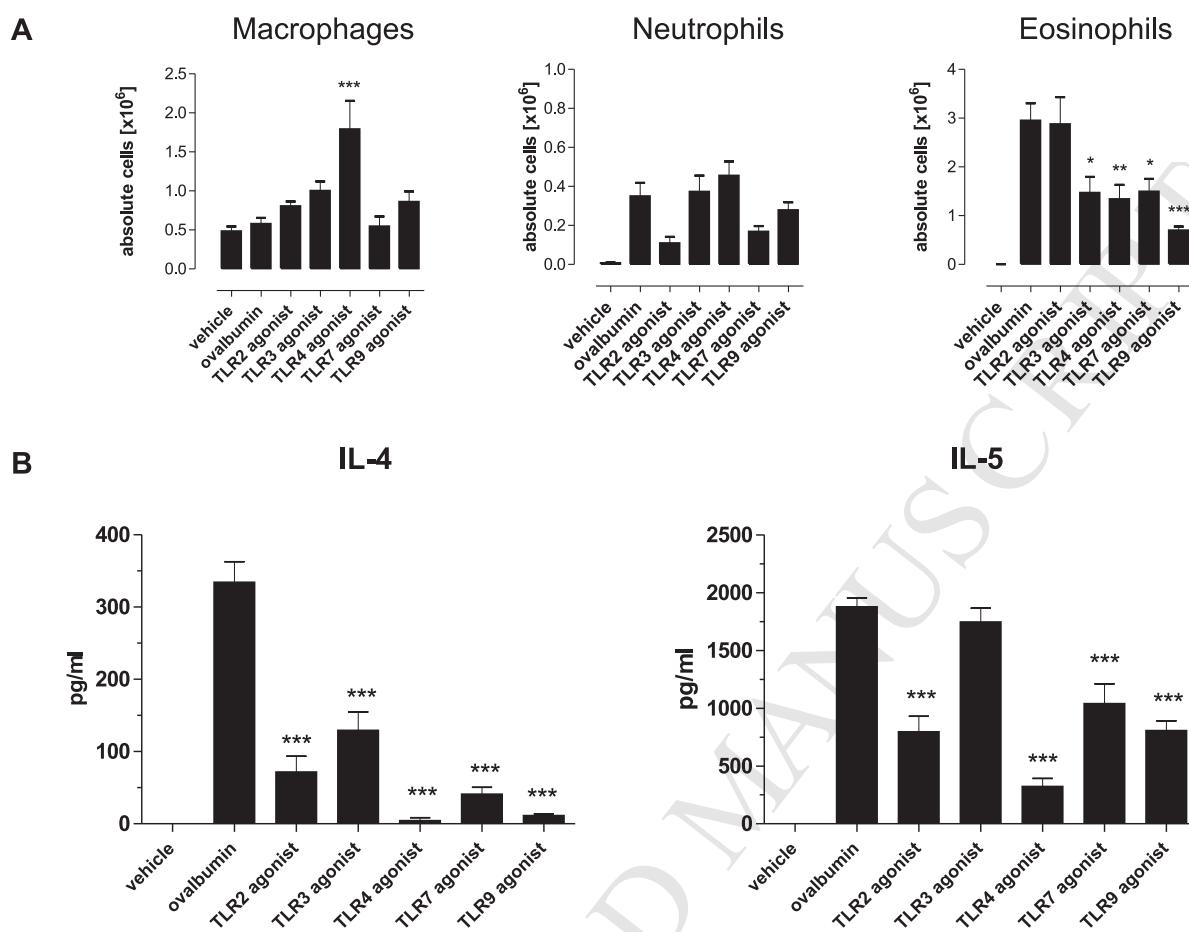 A
Macrophages
Neutrophils
Eosinophils
absolute cells [x10⁶]
2.5
2.0
1.5
1.0
0.5
0.0
***
vehicle
ovalbumin
TLR2 agonist
TLR3 agonist
TLR4 agonist
TLR7 agonist
TLR9 agonist
absolute cells [x10⁶]
1.0
0.8
0.6
0.4
0.2
0.0
vehicle
ovalbumin
TLR2 agonist
TLR3 agonist
TLR4 agonist
TLR7 agonist
TLR9 agonist
absolute cells [x10⁶]
4
3
2
1
0
*
**
*
***
vehicle
ovalbumin
TLR2 agonist
TLR3 agonist
TLR4 agonist
TLR7 agonist
TLR9 agonist
B
IL-4
IL-5
pg/ml
400
300
200
100
0
***
***
***
***
***
vehicle
ovalbumin
TLR2 agonist
TLR3 agonist
TLR4 agonist
TLR7 agonist
TLR9 agonist
pg/ml
2500
2000
1750
1500
1000
500
0
***
***
***
***
vehicle
ovalbumin
TLR2 agonist
TLR3 agonist
TLR4 agonist
TLR7 agonist
TLR9 agonist
D MANUSCRIPT